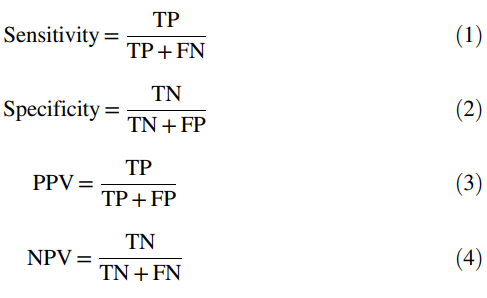 Sensitivity = TP / TP + FN (1)
Specificity = TN / TN + FP (2)
PPV = TP / TP + FP (3)
NPV = TN / TN + FN (4)